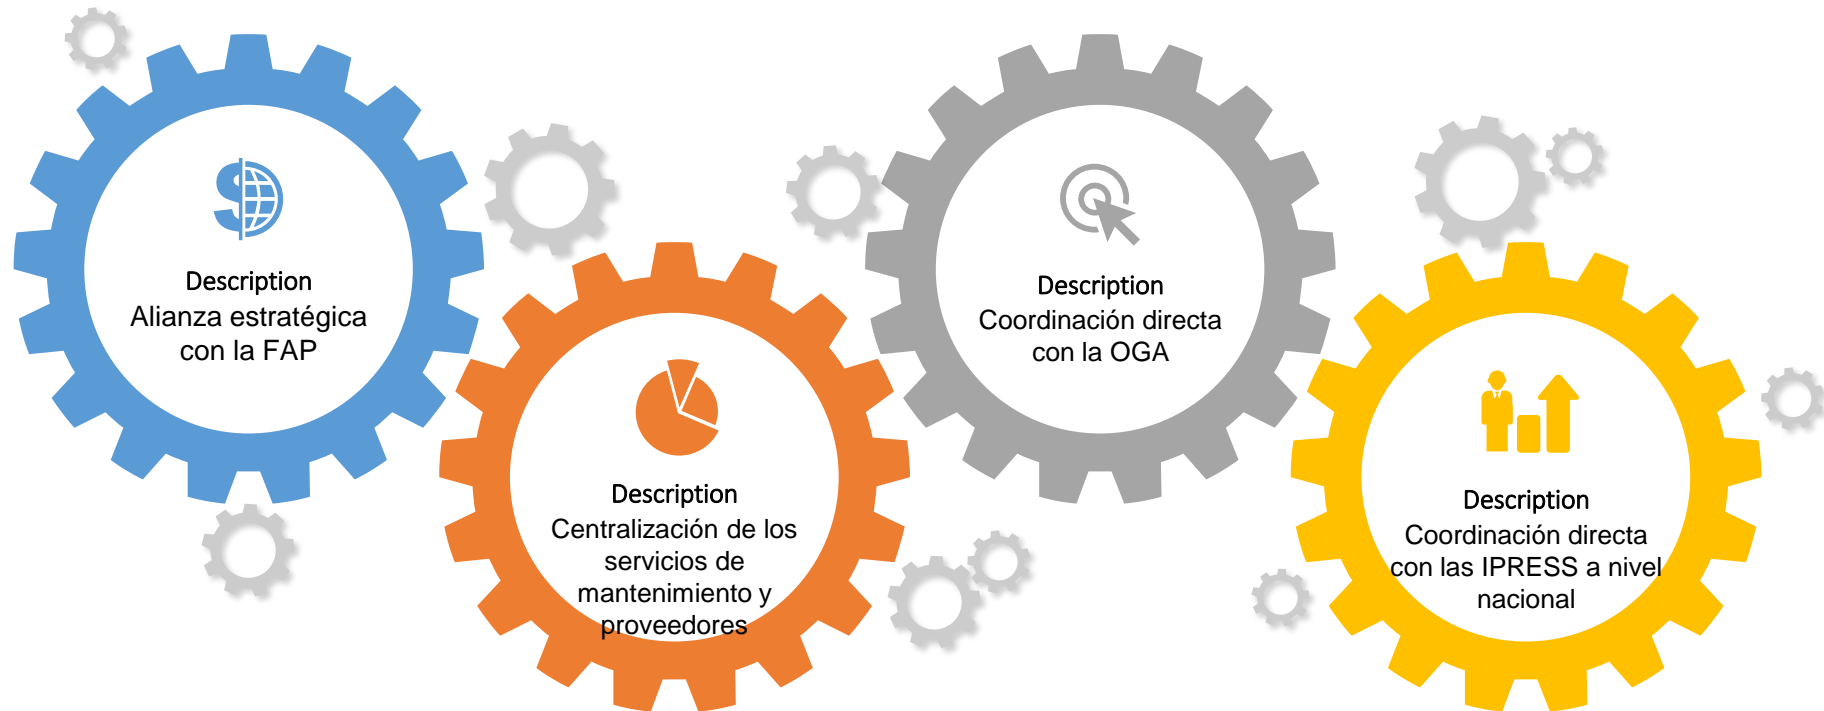 Description
Alianza estratégica
con la FAP
Description
Centralización de los
servicios de
mantenimiento y
proveedores
Description
Coordinación directa
con la OGA
Description
Coordinación directa
con las IPRESS a nivel
nacional